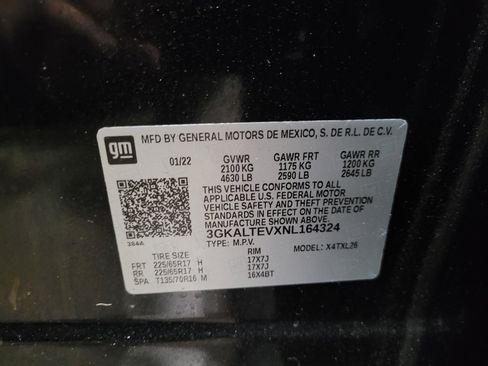 gm MFD BY GENERAL MOTORS DE MEXICO, S. DE R.L. DE C.V.
01/22 GVWR GAWR FRT GAWR RR
2100 KG 1175 KG 1200 KG
4630 LB 2590 LB 2645 LB
THIS VEHICLE CONFORMS TO ALL
APPLICABLE U.S. FEDERAL MOTOR
VEHICLE SAFETY AND THEFT PREVENTION
STANDARDS IN EFFECT ON THE DATE OF
MANUFACTURE SHOWN ABOVE.
3GKALTEVXNL164324
384A TYPE: M.P.V. MODEL: X4TXL26
TIRE SIZE RIM
FRT 225/65R17 H 17X7J
RR 225/65R17 H 17X7J
SPA T135/70R16 M 16X4BT